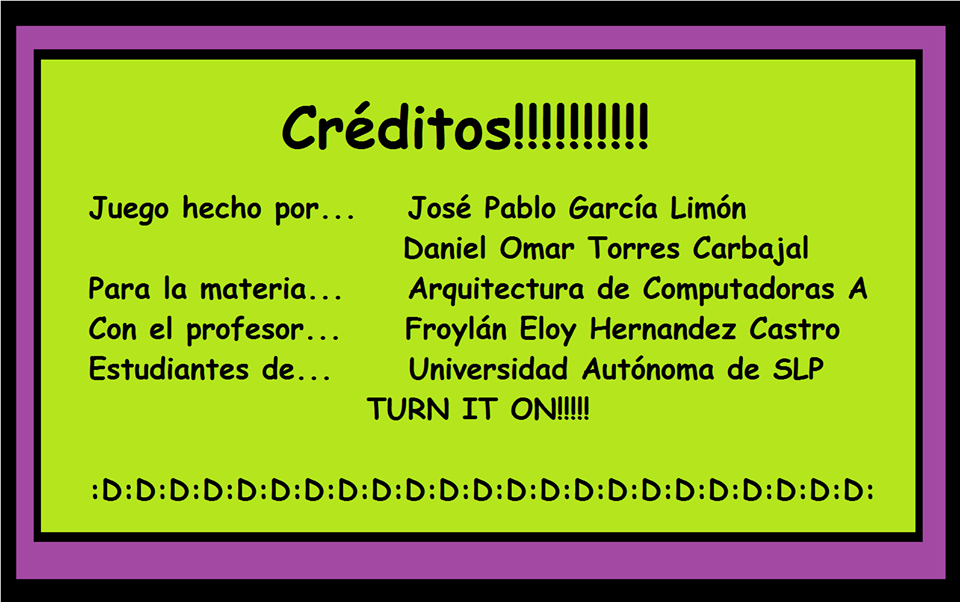 Créditos!!!!!!!!!!
Juego hecho por... José Pablo García Limón
Daniel Omar Torres Carbajal
Para la materia... Arquitectura de Computadoras A
Con el profesor... Froylán Eloy Hernandez Castro
Estudiantes de... Universidad Autónoma de SLP
TURN IT ON!!!!!
:D:D:D:D:D:D:D:D:D:D:D:D:D:D:D:D:D:D:D:D:D:D:D: